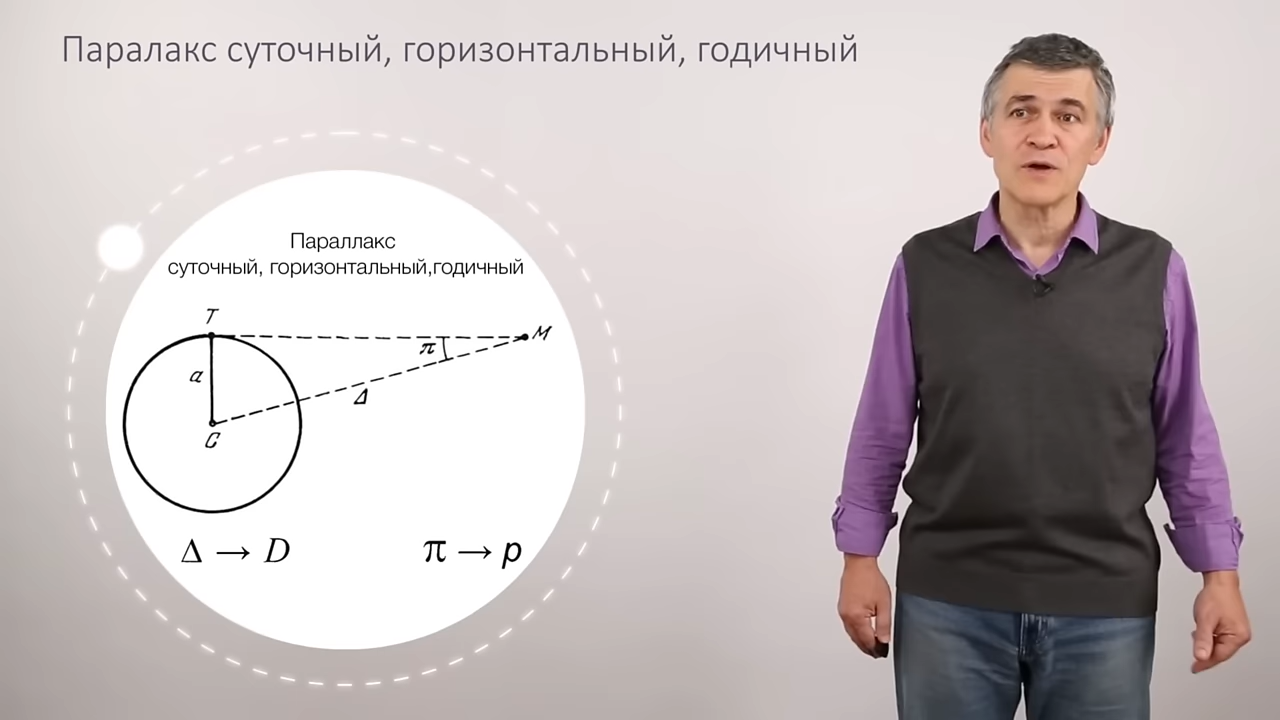 Паралакс суточный, горизонтальный, годичный
Параллакс
суточный, горизонтальный,годичный
T
M
π
a
Δ
C
Δ → D
π → p